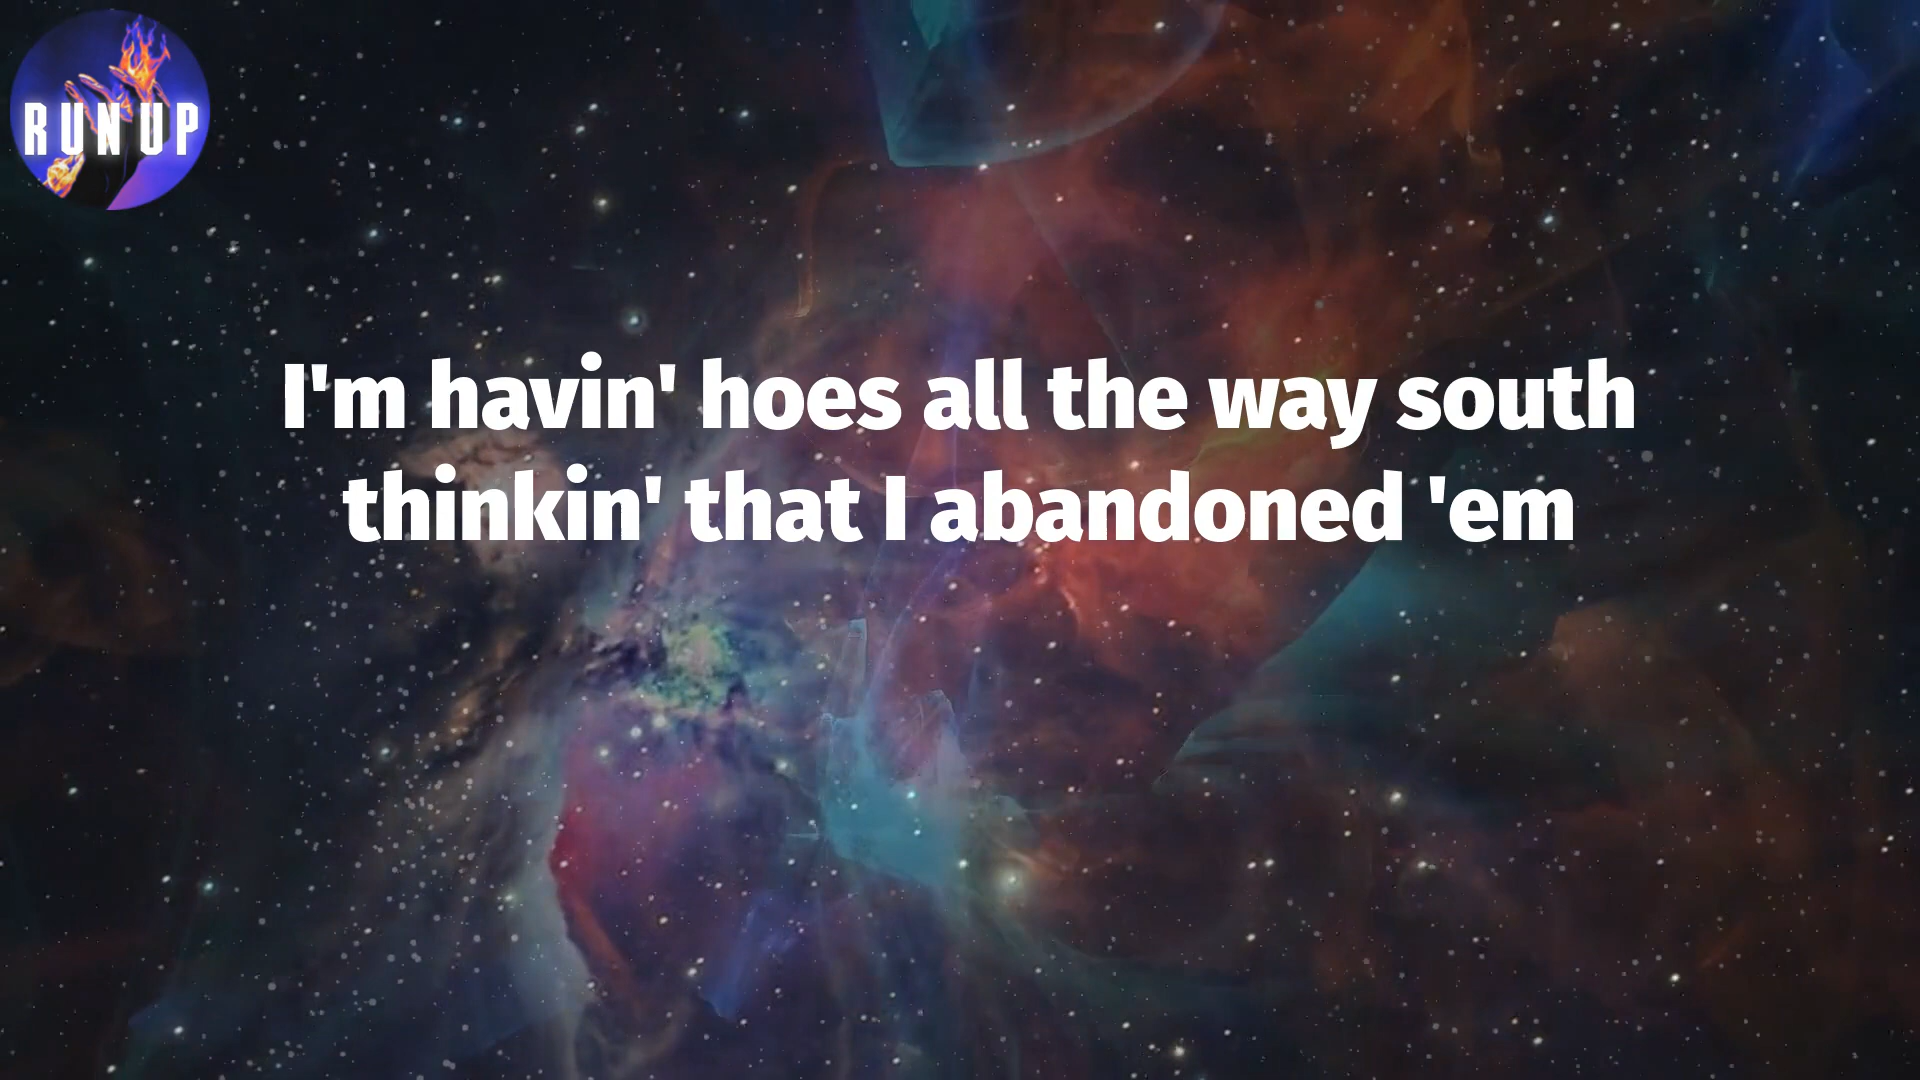 RUN UP
I'm havin' hoes all the way south
thinkin' that I abandoned 'em